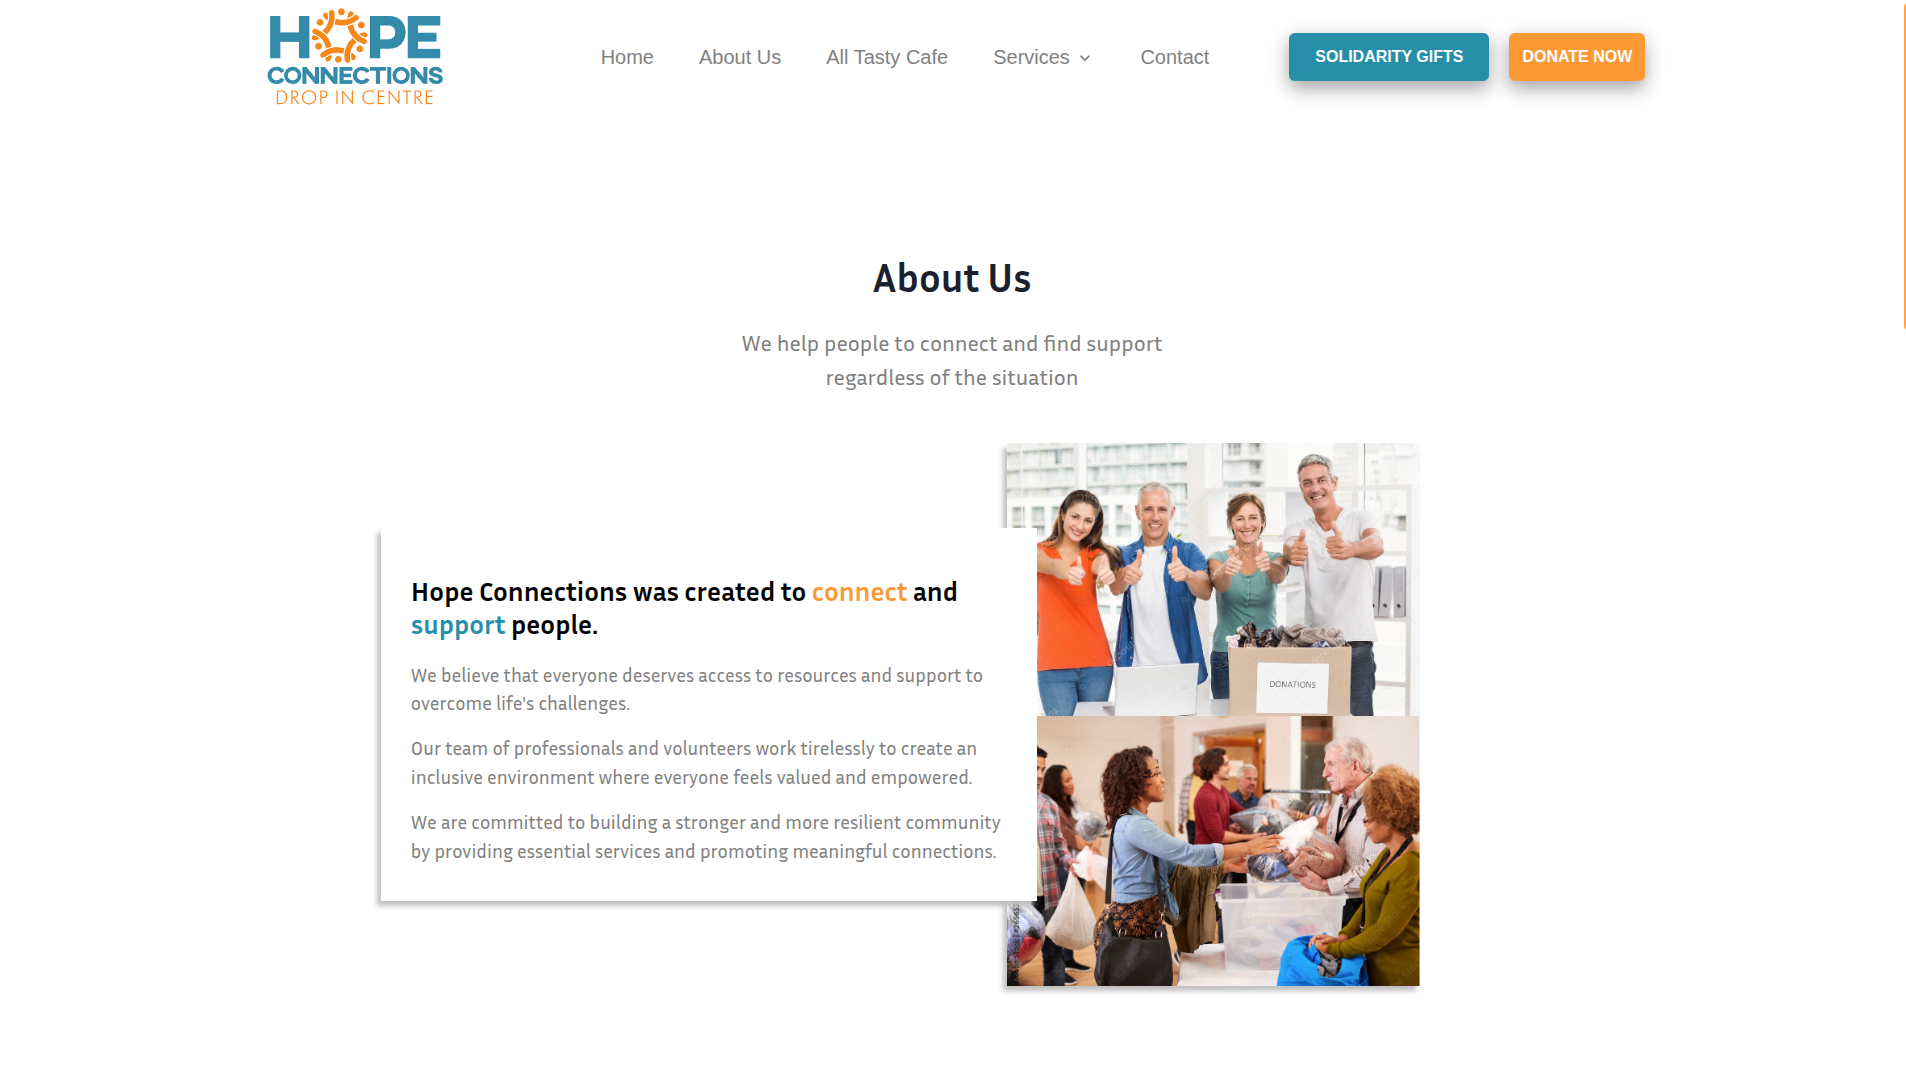 HOPE
CONNECTIONS
DROP IN CENTRE
Home
About Us
All Tasty Cafe
Services
Contact
SOLIDARITY GIFTS
DONATE NOW
About Us
We help people to connect and find support
regardless of the situation
Hope Connections was created to connect and
support people.
We believe that everyone deserves access to resources and support to
overcome life's challenges.
Our team of professionals and volunteers work tirelessly to create an
inclusive environment where everyone feels valued and empowered.
We are committed to building a stronger and more resilient community
by providing essential services and promoting meaningful connections.
DONATIONS